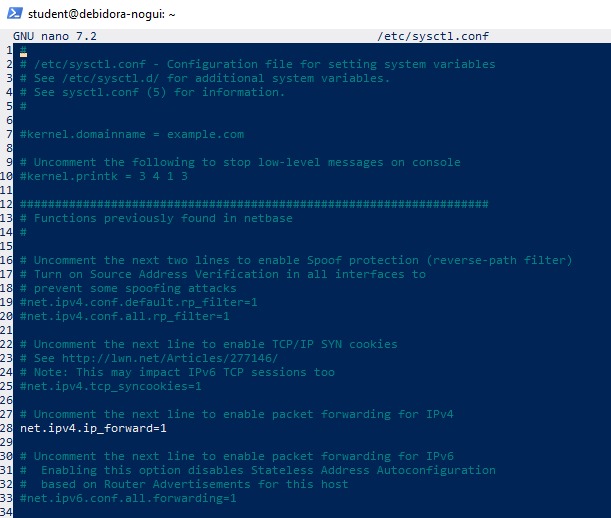 student@debidora-nogui: ~
GNU nano 7.2 /etc/sysctl.conf
1 #
2 # /etc/sysctl.conf - Configuration file for setting system variables
3 # See /etc/sysctl.d/ for additional system variables.
4 # See sysctl.conf (5) for information.
5 #
6
7 #kernel.domainname = example.com
8
9 # Uncomment the following to stop low-level messages on console
10 #kernel.printk = 3 4 1 3
11
12 ###################################################################
13 # Functions previously found in netbase
14 #
15
16 # Uncomment the next two lines to enable Spoof protection (reverse-path filter)
17 # Turn on Source Address Verification in all interfaces to
18 # prevent some spoofing attacks
19 #net.ipv4.conf.default.rp_filter=1
20 #net.ipv4.conf.all.rp_filter=1
21
22 # Uncomment the next line to enable TCP/IP SYN cookies
23 # See http://lwn.net/Articles/277146/
24 # Note: This may impact IPv6 TCP sessions too
25 #net.ipv4.tcp_syncookies=1
26
27 # Uncomment the next line to enable packet forwarding for IPv4
28 net.ipv4.ip_forward=1
29
30 # Uncomment the next line to enable packet forwarding for IPv6
31 #  Enabling this option disables Stateless Address Autoconfiguration
32 #  based on Router Advertisements for this host
33 #net.ipv6.conf.all.forwarding=1
34